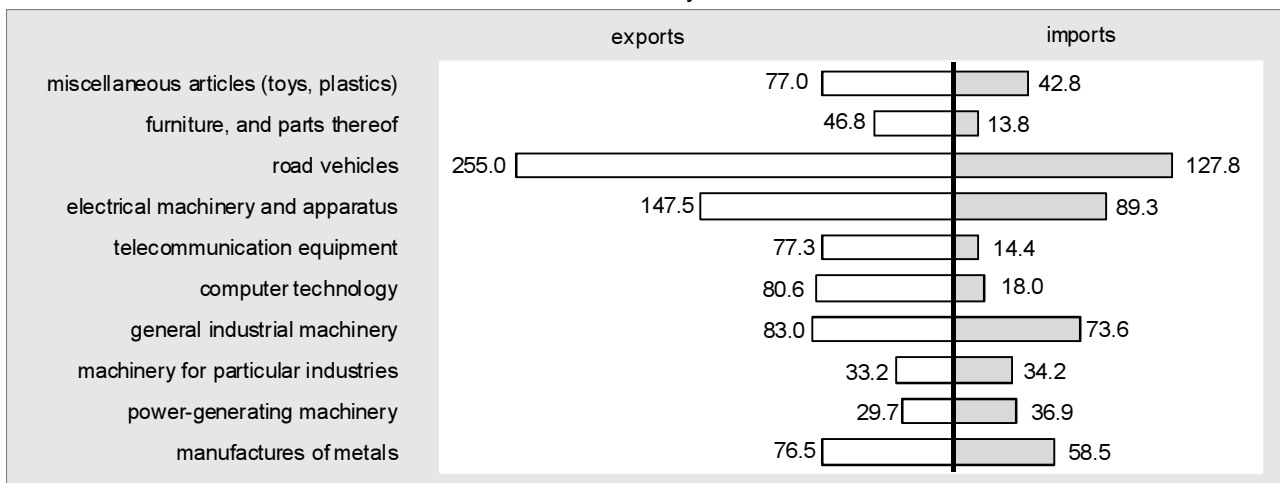 exports imports
miscellaneous articles (toys, plastics) 77.0 42.8
furniture, and parts thereof 46.8 13.8
road vehicles 255.0 127.8
electrical machinery and apparatus 147.5 89.3
telecommunication equipment 77.3 14.4
computer technology 80.6 18.0
general industrial machinery 83.0 73.6
machinery for particular industries 33.2 34.2
power-generating machinery 29.7 36.9
manufactures of metals 76.5 58.5